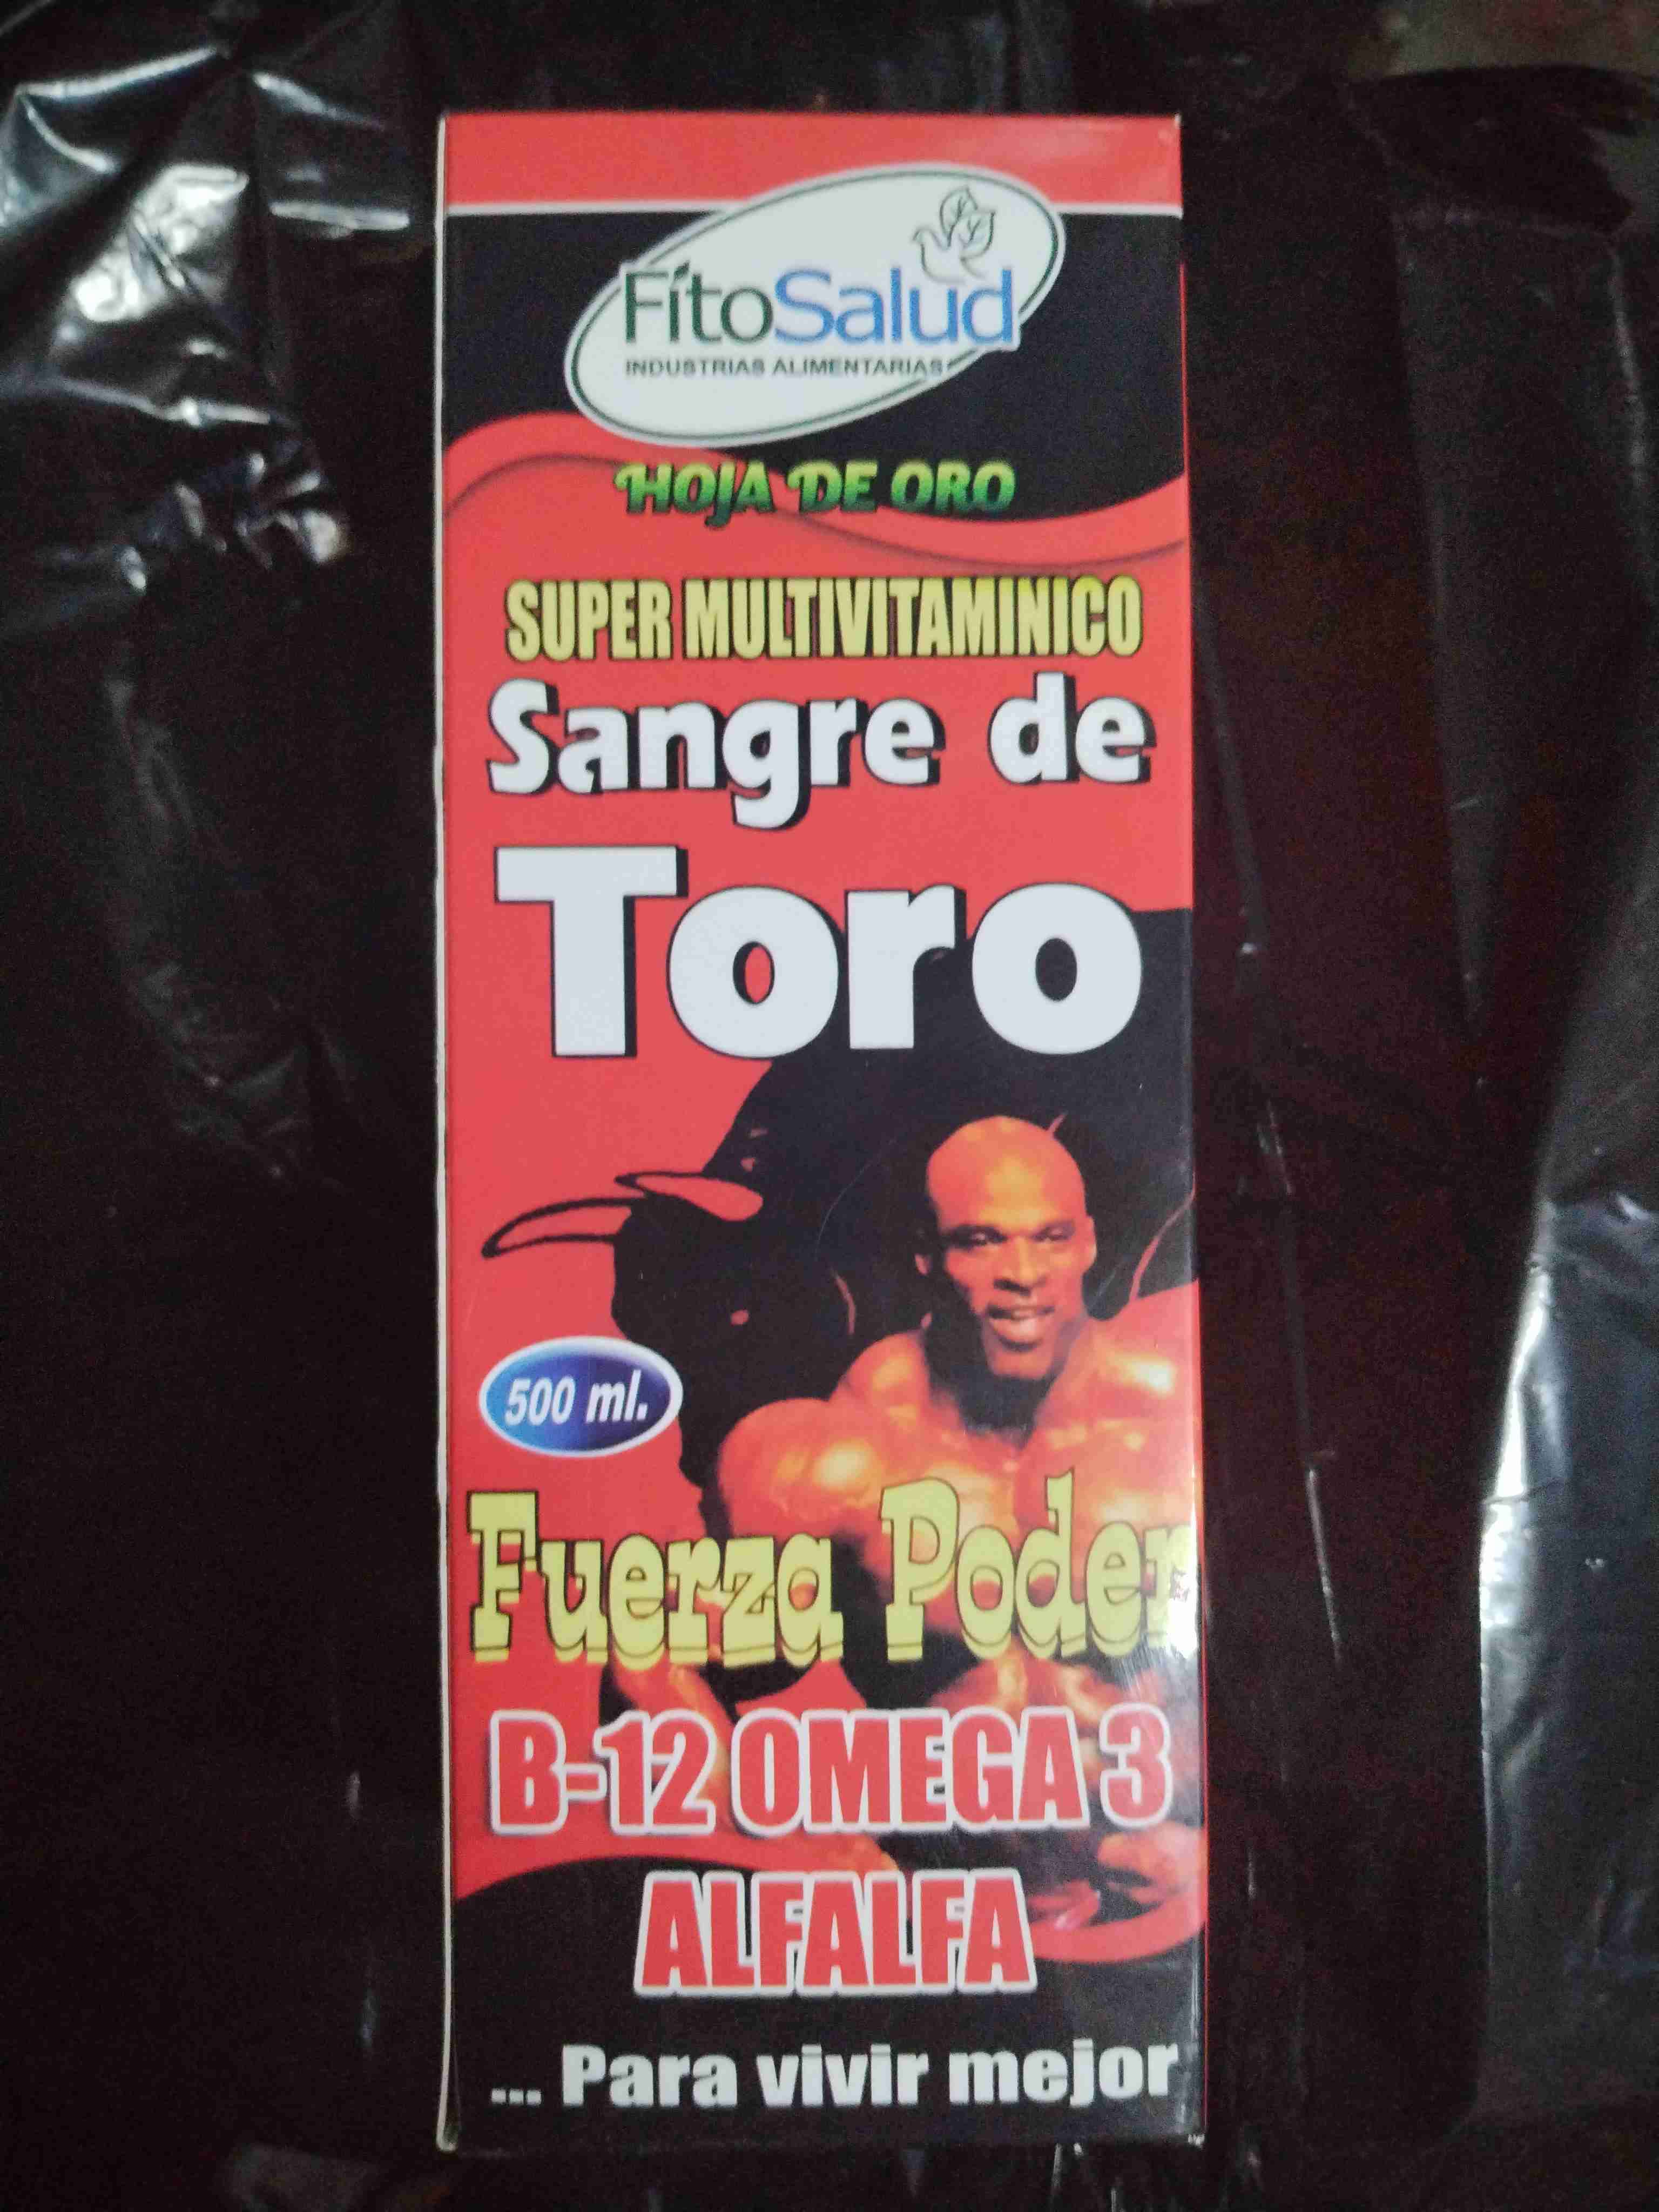 FitoSalud
INDUSTRIAS ALIMENTARIAS
HOJA DE ORO
SUPER MULTIVITAMINICO
Sangre de
Toro
500 ml.
Fuerza Poder
B-12 OMEGA 3
ALFALFA
... Para vivir mejor